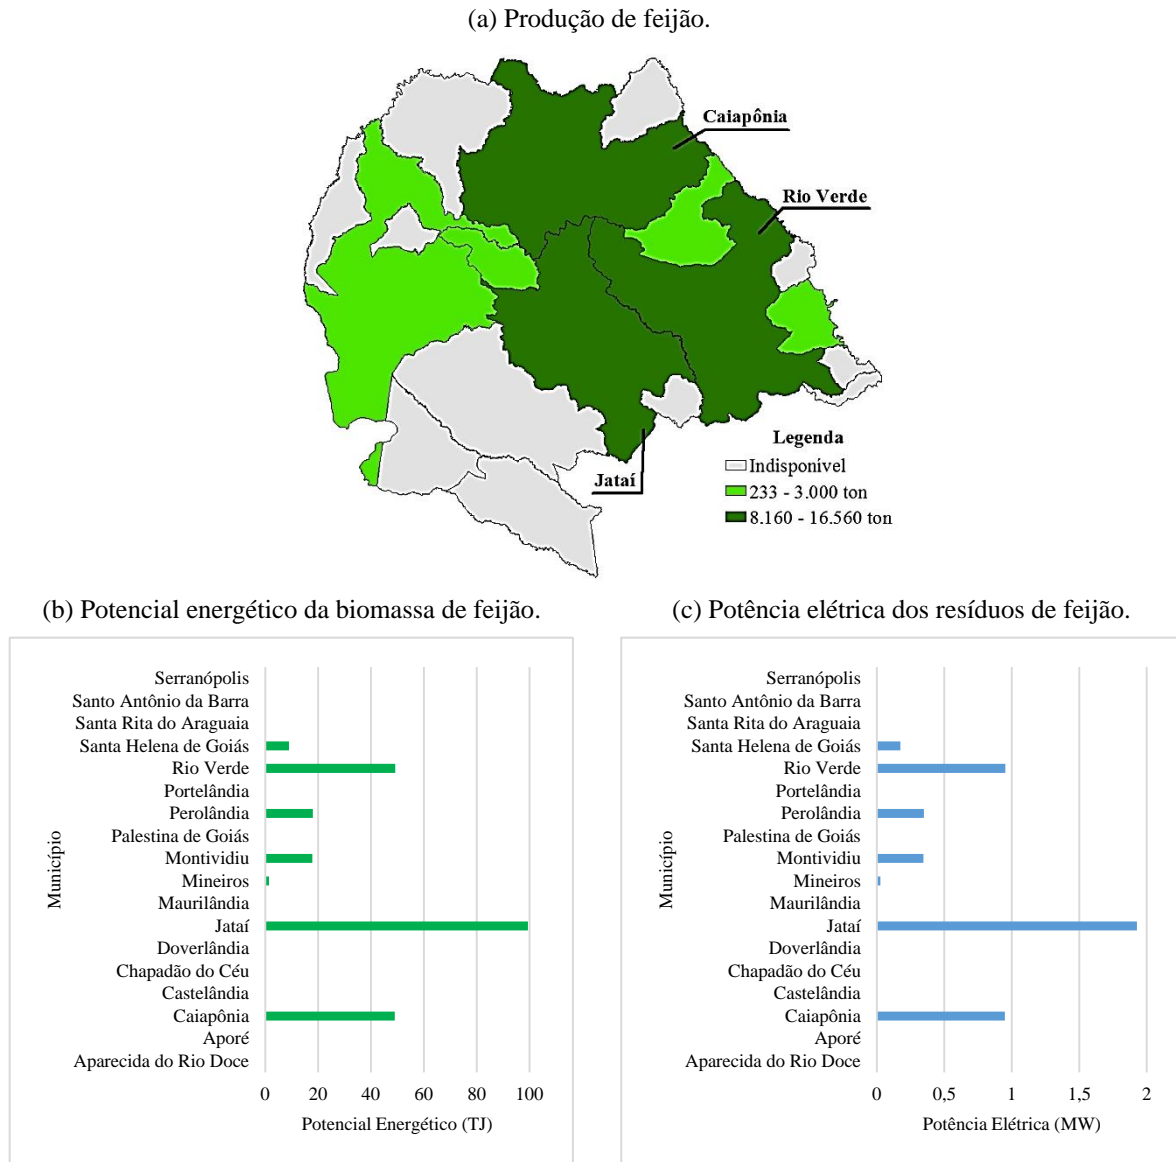 (a) Produção de feijão.
Caiapônia
Rio Verde
Jataí
Legenda
Indisponível
233 - 3.000 ton
8.160 - 16.560 ton
(b) Potencial energético da biomassa de feijão.
Município
Serranópolis
Santo Antônio da Barra
Santa Rita do Araguaia
Santa Helena de Goiás
Rio Verde
Portelândia
Perolândia
Palestina de Goiás
Montividiu
Mineiros
Maurilândia
Jataí
Doverlândia
Chapadão do Céu
Castelândia
Caiapônia
Aporé
Aparecida do Rio Doce
0 20 40 60 80 100
Potencial Energético (TJ)
(c) Potência elétrica dos resíduos de feijão.
Município
Serranópolis
Santo Antônio da Barra
Santa Rita do Araguaia
Santa Helena de Goiás
Rio Verde
Portelândia
Perolândia
Palestina de Goiás
Montividiu
Mineiros
Maurilândia
Jataí
Doverlândia
Chapadão do Céu
Castelândia
Caiapônia
Aporé
Aparecida do Rio Doce
0 0,5 1 1,5 2
Potência Elétrica (MW)